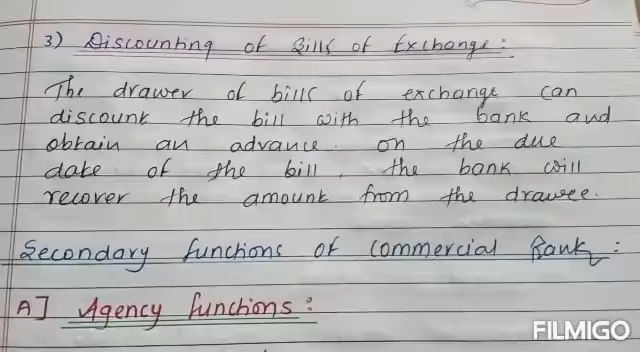 3) Discounting of Bills of Exchange :
The drawer of bills of exchange can
discount the bill with the bank and
obtain an advance. on the due
date of the bill, the bank will
recover the amount from the drawee.
Secondary functions of Commercial Bank :
A] Agency functions :
FILMIGO